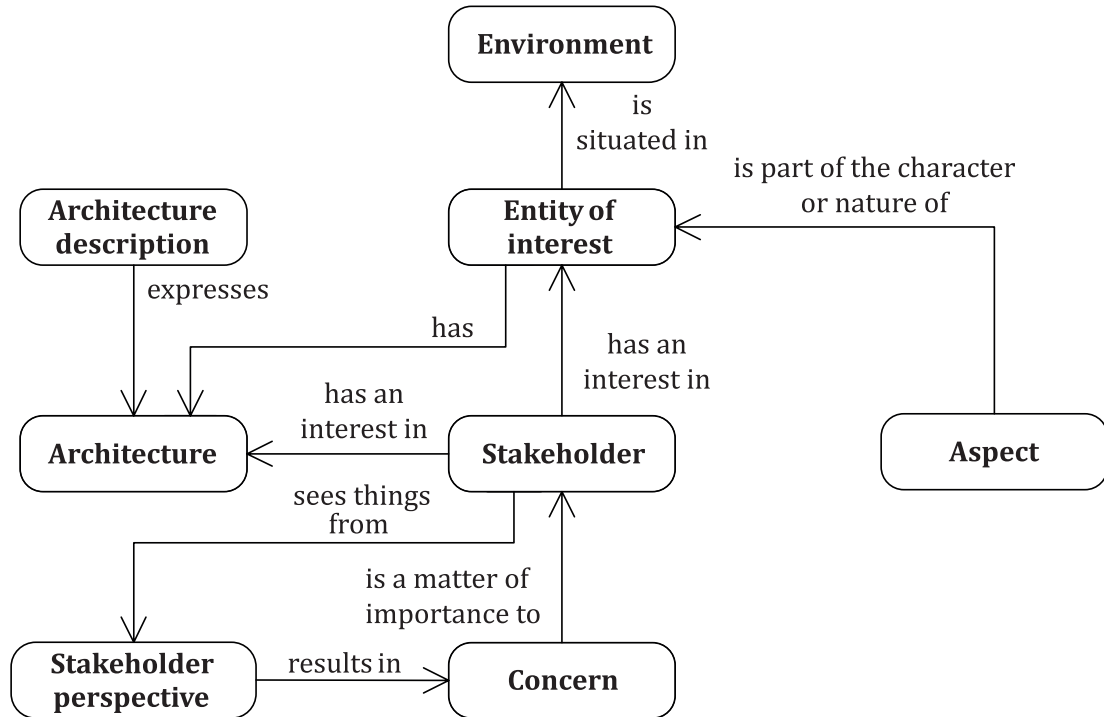 Environment
is
situated in
is part of the character
or nature of
Architecture
description
Entity of
interest
expresses
has
has an
interest in
has an
interest in
Architecture
Stakeholder
Aspect
sees things
from
is a matter of
importance to
Stakeholder
perspective
results in
Concern